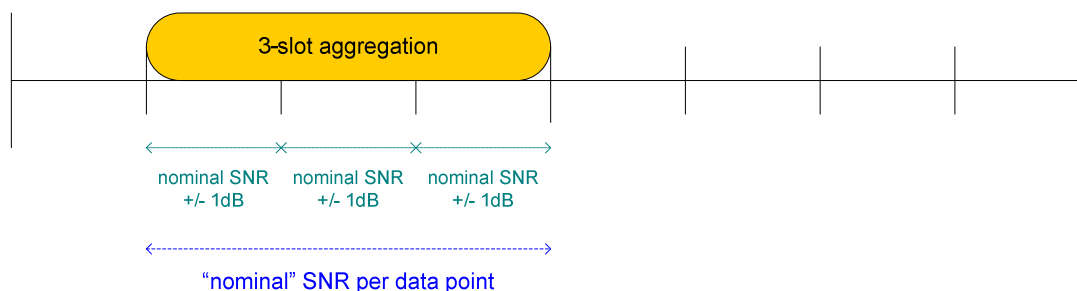 3-slot aggregation
nominal SNR nominal SNR nominal SNR
+/- 1dB +/- 1dB +/- 1dB
“nominal” SNR per data point